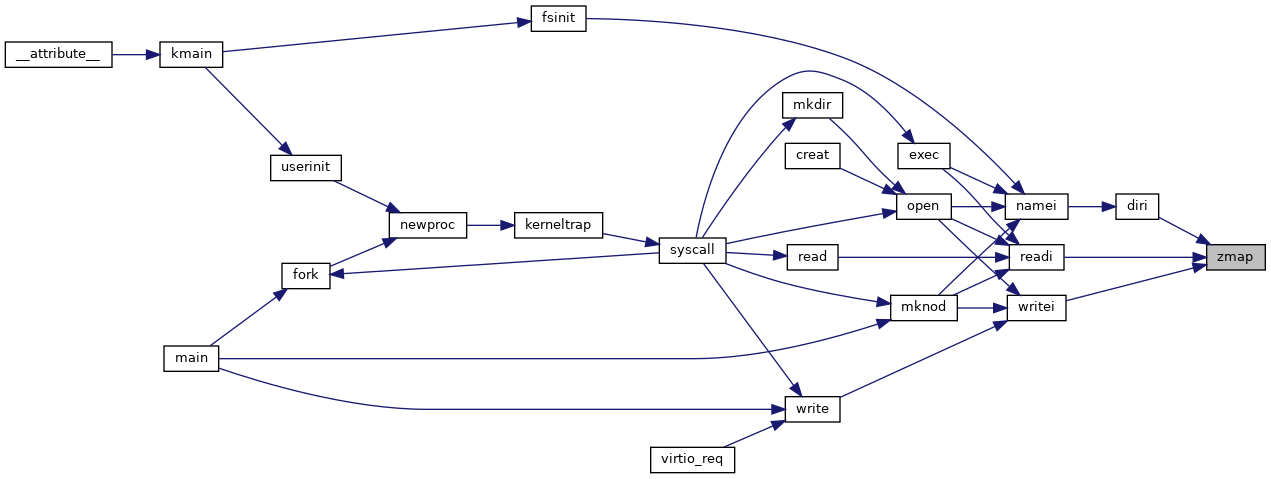 fsinit
__attribute__
kmain
mkdir
creat
exec
userinit
namei
diri
open
newproc
kerneltrap
syscall
read
readi
zmap
fork
mknod
writei
main
write
virtio_req